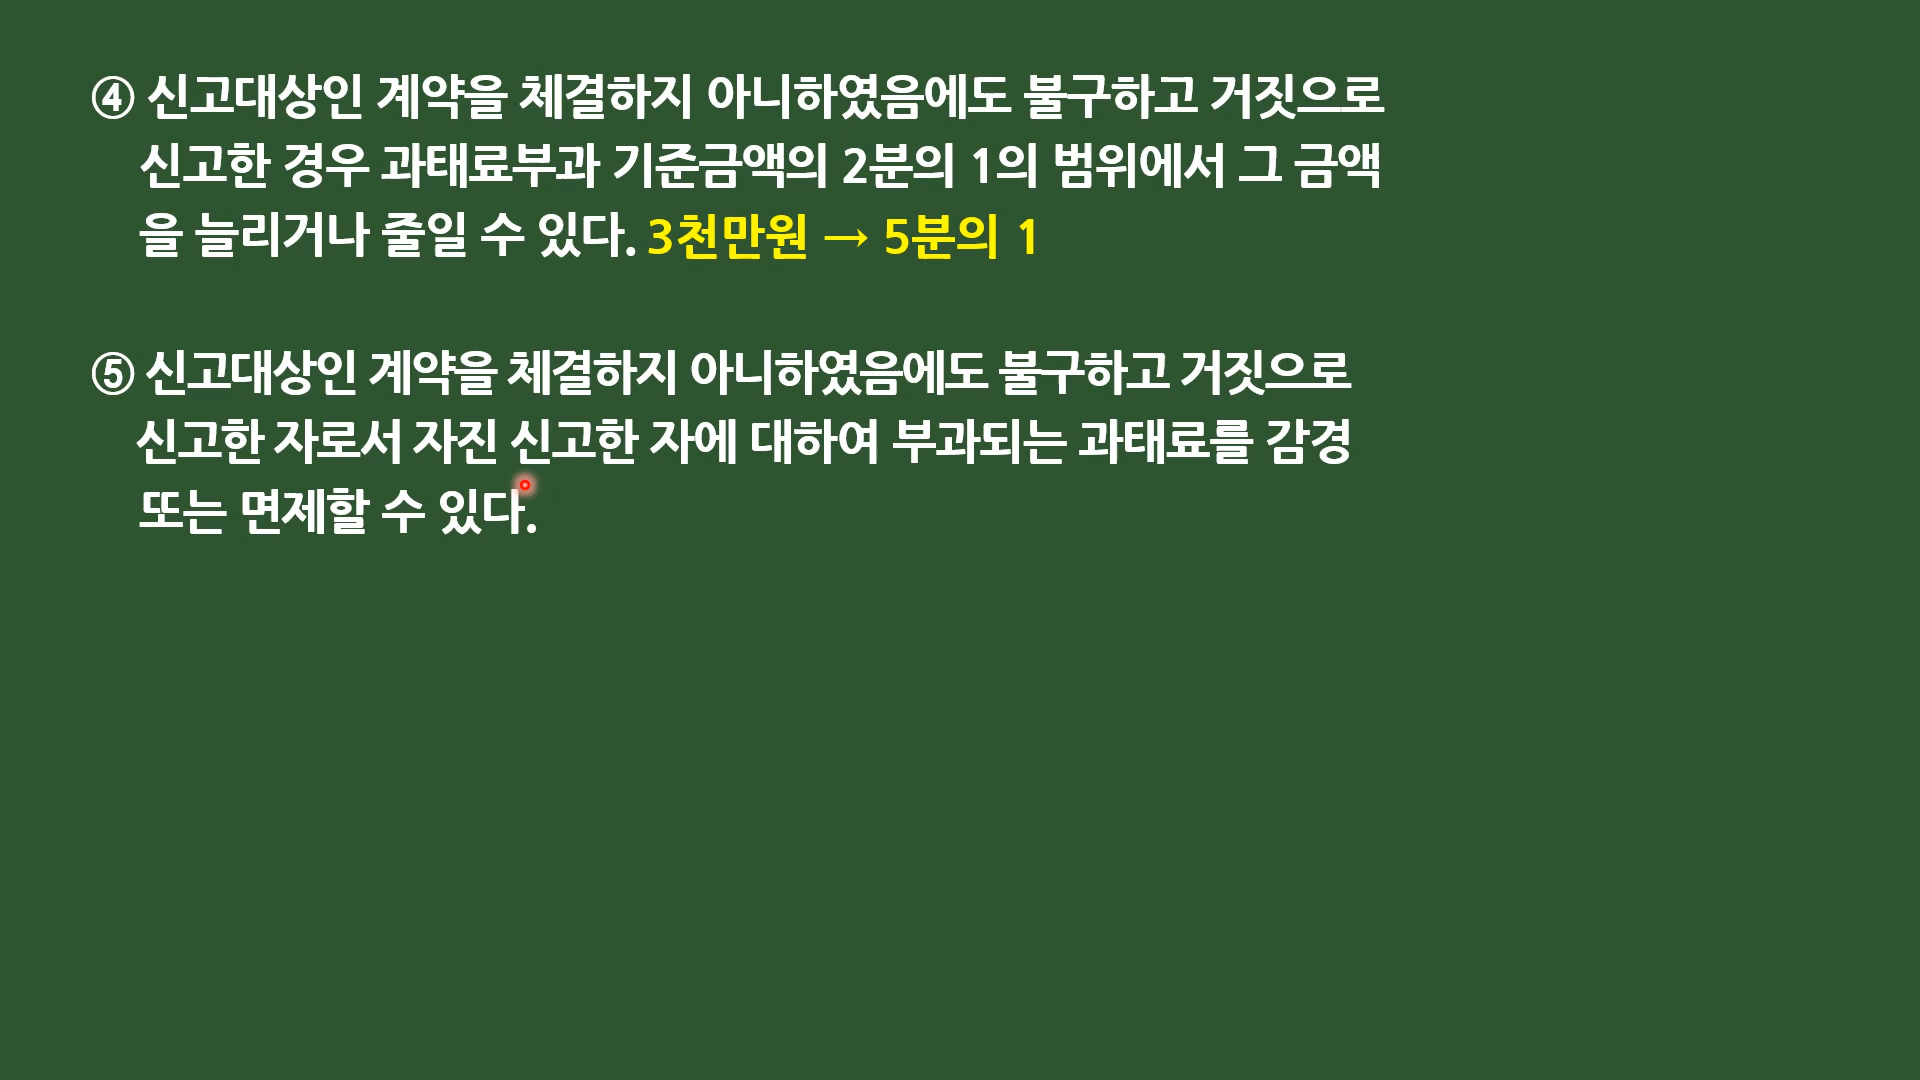 ④ 신고대상인 계약을 체결하지 아니하였음에도 불구하고 거짓으로
신고한 경우 과태료부과 기준금액의 2분의 1의 범위에서 그 금액
을 늘리거나 줄일 수 있다. 3천만원 → 5분의 1
⑤ 신고대상인 계약을 체결하지 아니하였음에도 불구하고 거짓으로
신고한 자로서 자진 신고한 자에 대하여 부과되는 과태료를 감경
또는 면제할 수 있다.